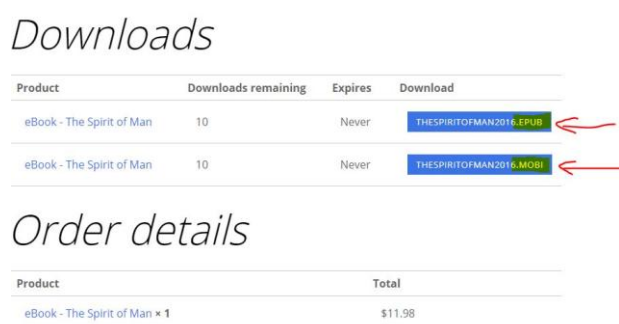 Downloads
Product Downloads remaining Expires Download
eBook - The Spirit of Man 10 Never THESPIRITOFMAN2016.EPUB
eBook - The Spirit of Man 10 Never THESPIRITOFMAN2016.MOBI
Order details
Product Total
eBook - The Spirit of Man × 1 $11.98